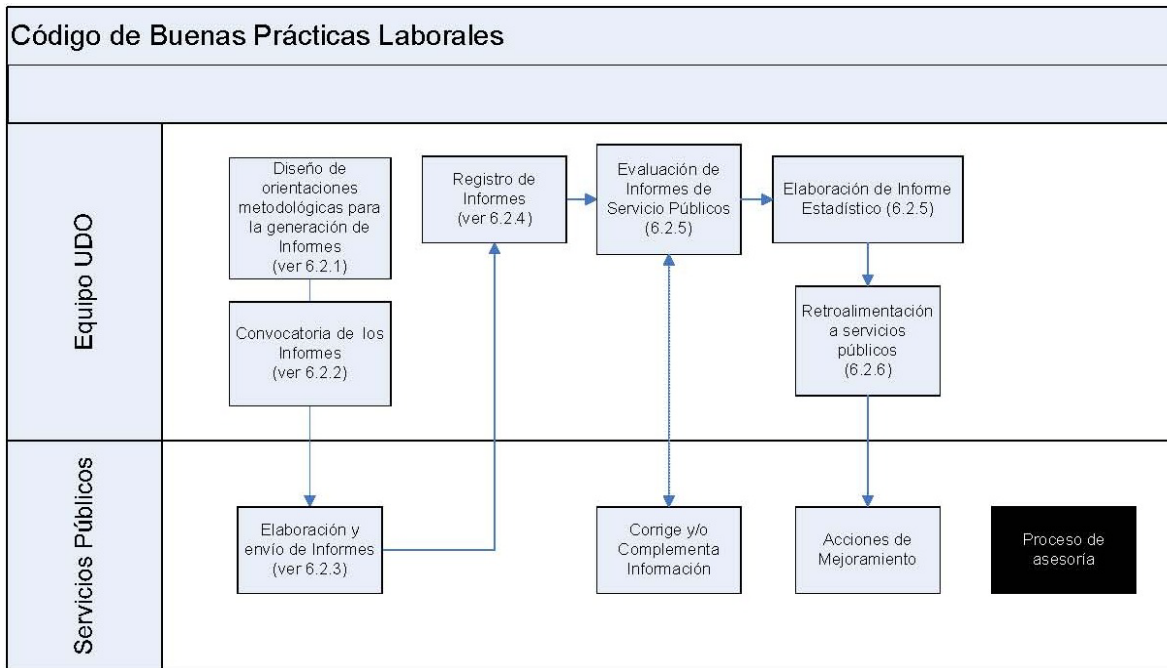 Código de Buenas Prácticas Laborales
Equipo UDO
Diseño de
orientaciones
metodológicas para
la generación de
Informes
(ver 6.2.1)
Convocatoria de los
Informes
(ver 6.2.2)
Registro de
Informes
(ver 6.2.4)
Evaluación de
Informes de
Servicio Públicos
(6.2.5)
Elaboración de Informe
Estadístico (6.2.5)
Retroalimentación
a servicios
públicos
(6.2.6)
Servicios Públicos
Elaboración y
envío de Informes
(ver 6.2.3)
Corrige y/o
Complementa
Información
Acciones de
Mejoramiento
Proceso de
asesoría